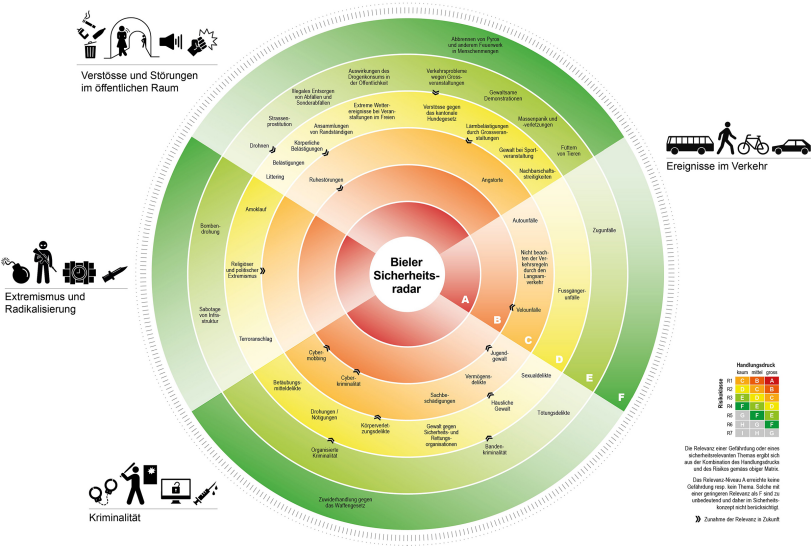 Verstösse und Störungen
im öffentlichen Raum
Abbrennen von Pyros
und anderem Feuerwerk
in Menschenmengen
Auswirkungen des
Drogenkonsums in
der Öffentlichkeit
Verkehrsprobleme
wegen Gross-
veranstaltungen
Illegales Entsorgen
von Abfällen und
Sonderabfällen
Gewaltsame
Demonstrationen
Extreme Wetter-
ereignisse bei Veran-
staltungen im Freien
Verstösse gegen
das kantonale
Hundegesetz
Strassen-
prostitution
Ansammlungen
von Randständigen
Lärmbelästigungen
durch Grossveran-
staltungen
Massenpanik und
-verletzungen
Drohnen
Körperliche
Belästigungen
Gewalt bei Sport-
veranstaltung
Füttern
von Tieren
Belästigungen
Littering
Ruhestörungen
Angstorte
Nachbarschafts-
streitigkeiten
Ereignisse im Verkehr
Amoklauf
Bomben-
drohung
Autounfälle
Zugunfälle
Religiöser
und politischer
Extremismus
Bieler
Sicherheits-
radar
Nicht beach-
ten der Ver-
kehrsregeln
durch den
Langsam-
verkehr
Fussgänger-
unfälle
Extremismus und
Radikalisierung
Sabotage
von Infra-
struktur
Velounfälle
A
B
C
D
E
F
Terroranschlag
Cyber-
mobbing
Jugend-
gewalt
Cyber-
kriminalität
Vermögens-
delikte
Sexualdelikte
Betäubungs-
mitteldelikte
Sachbe-
schädigungen
Häusliche
Gewalt
Drohungen /
Nötigungen
Körperverlet-
zungsdelikte
Gewalt gegen
Sicherheits- und
Rettungs-
organisationen
Tötungsdelikte
Organisierte
Kriminalität
Banden-
kriminalität
Zuwiderhandlung gegen
das Waffengesetz
Kriminalität
Handlungsdruck
kaum mittel gross
Risikoklasse
R1 C B A
R2 D C B
R3 E D C
R4 F E D
R5 G F E
R6 H G F
R7 I H G
Die Relevanz einer Gefährdung oder eines
sicherheitsrelevanten Themas ergibt sich
aus der Kombination des Handlungsdrucks
und des Risikos gemäss obiger Matrix.
Das Relevanz-Niveau A erreichte keine
Gefährdung resp. kein Thema. Solche mit
einer geringeren Relevanz als F sind zu
unbedeutend und daher im Sicherheits-
konzept nicht berücksichtigt.
Zunahme der Relevanz in Zukunft